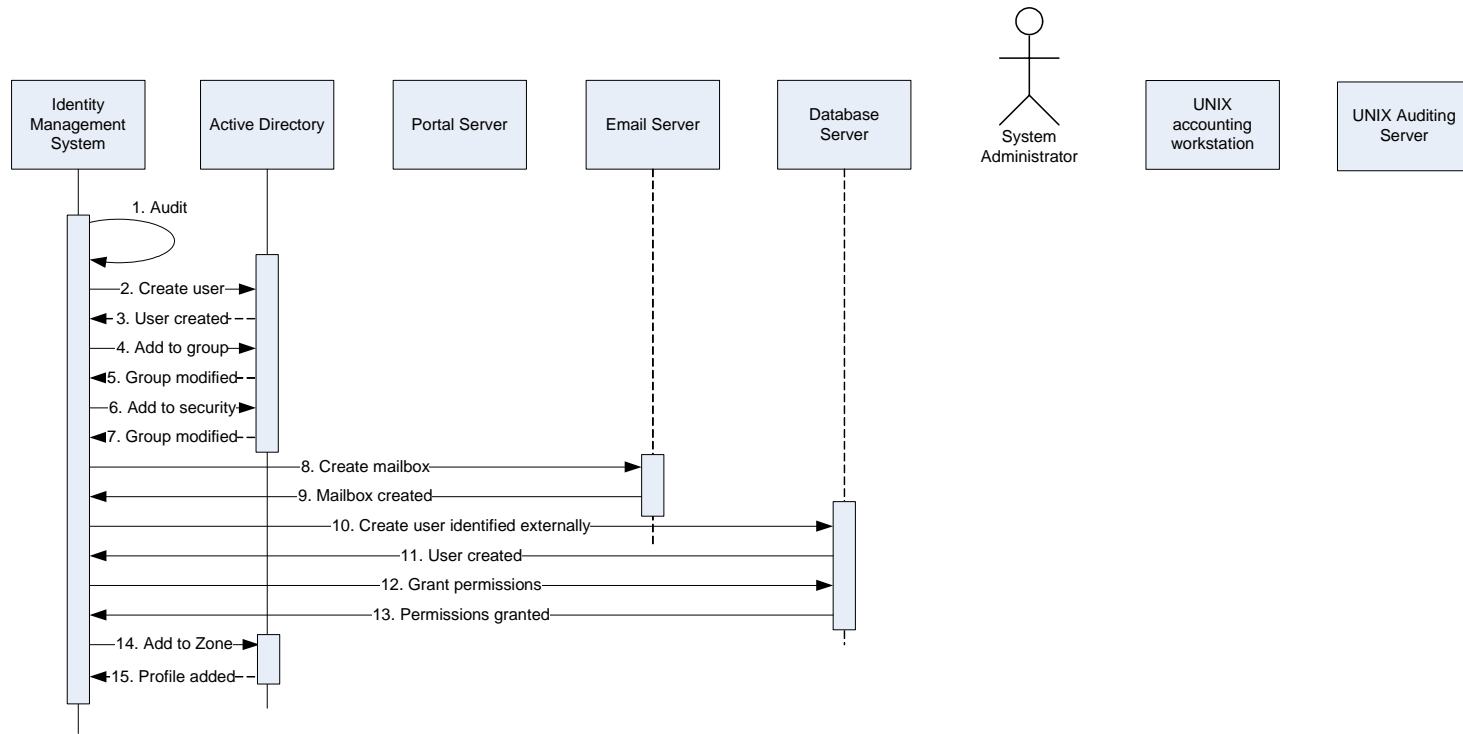 Identity
Management
System
Active Directory
Portal Server
Email Server
Database
Server
System
Administrator
UNIX
accounting
workstation
UNIX Auditing
Server
1. Audit
2. Create user
3. User created
4. Add to group
5. Group modified
6. Add to security
7. Group modified
8. Create mailbox
9. Mailbox created
10. Create user identified externally
11. User created
12. Grant permissions
13. Permissions granted
14. Add to Zone
15. Profile added